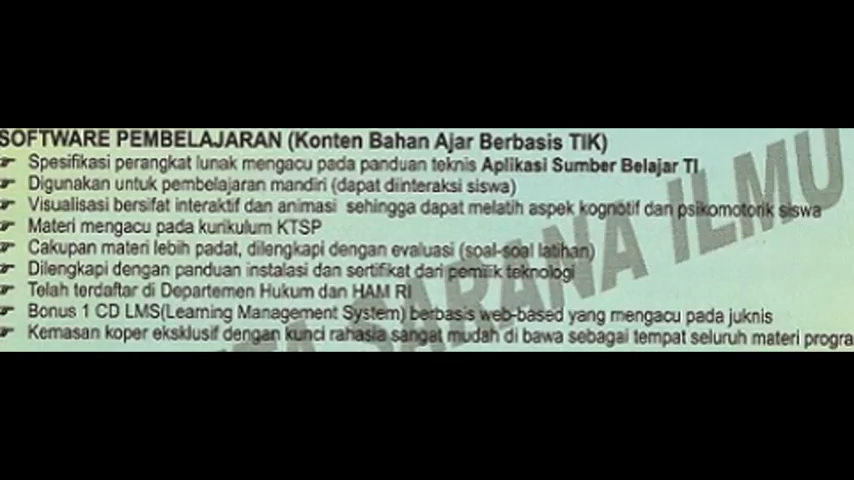 SOFTWARE PEMBELAJARAN (Konten Bahan Ajar Berbasis TIK)
Spesifikasi perangkat lunak mengacu pada panduan teknis Aplikasi Sumber Belajar TI
Digunakan untuk pembelajaran mandiri (dapat diinteraksi siswa)
Visualisasi bersifat interaktif dan animasi sehingga dapat melatih aspek kognotif dan psikomotorik siswa
Materi mengacu pada kurikulum KTSP
Cakupan materi lebih padat, dilengkapi dengan evaluasi (soal-soal latihan)
Dilengkapi dengan panduan instalasi dan sertifikat dari pemilik teknologi
Telah terdaftar di Departemen Hukum dan HAM RI
Bonus 1 CD LMS(Learning Management System) berbasis web-based yang mengacu pada juknis
Kemasan koper eksklusif dengan kunci rahasia sangat mudah di bawa sebagai tempat seluruh materi progra
SARANA ILMU